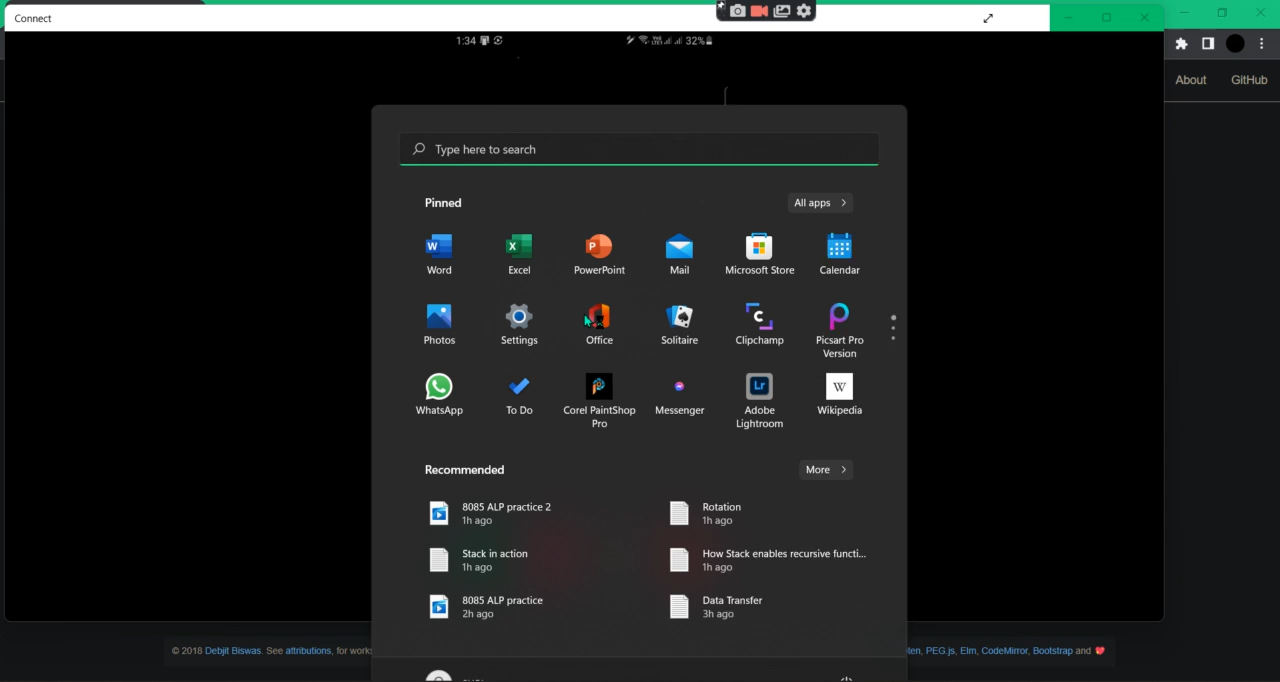 Connect
1:34
32%
About GitHub
Type here to search
Pinned
All apps
Word Excel PowerPoint Mail Microsoft Store Calendar
Photos Settings Office Solitaire Clipchamp Picsart Pro
Version
WhatsApp To Do Corel PaintShop Messenger Adobe Wikipedia
Pro Lightroom
Recommended
More
8085 ALP practice 2
1h ago
Rotation
1h ago
Stack in action
1h ago
How Stack enables recursive functi...
1h ago
8085 ALP practice
2h ago
Data Transfer
3h ago
© 2018 Debjit Biswas. See attributions, for
PEG.js, Elm, CodeMirror, Bootstrap and